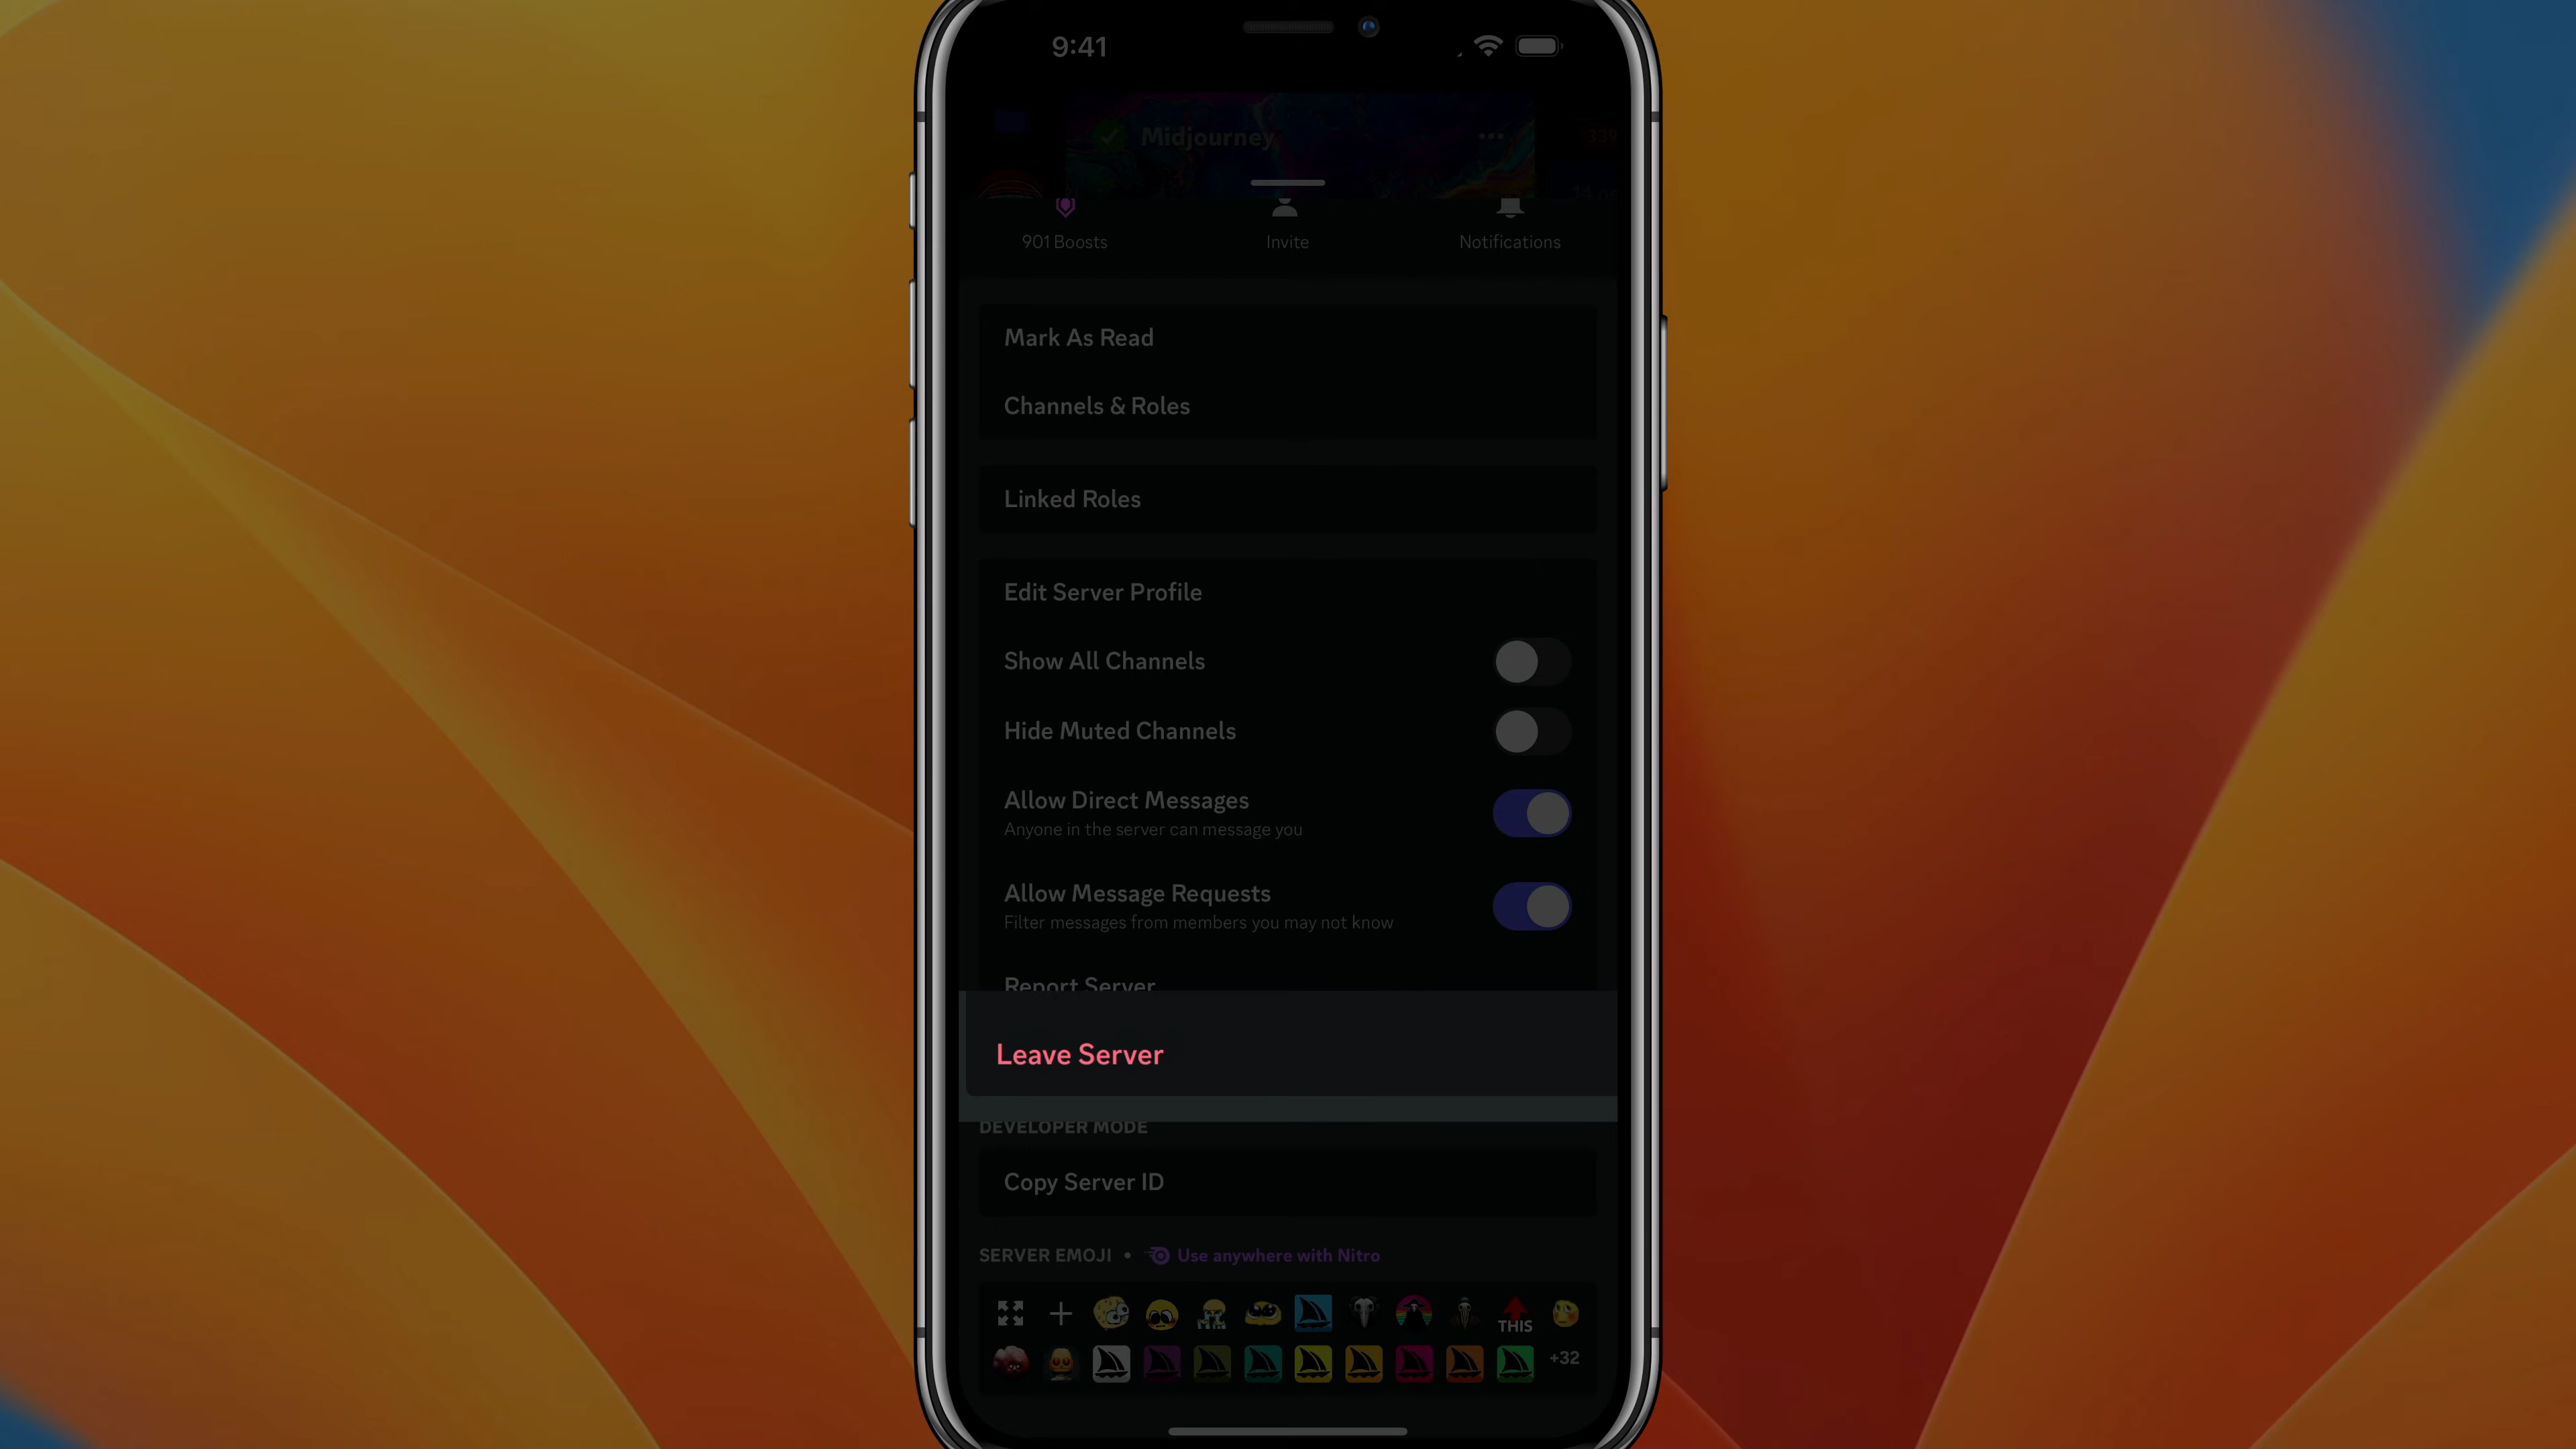 9:41
Midjourney
339
901 Boosts
Invite
Notifications
Mark As Read
Channels & Roles
Linked Roles
Edit Server Profile
Show All Channels
Hide Muted Channels
Allow Direct Messages
Anyone in the server can message you
Allow Message Requests
Filter messages from members you may not know
Report Server
Leave Server
DEVELOPER MODE
Copy Server ID
SERVER EMOJI • Use anywhere with Nitro
THIS
+32